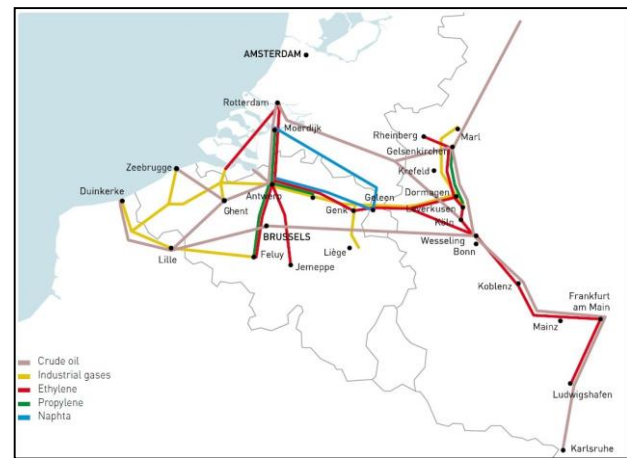 AMSTERDAM
Rotterdam
Moerdijk
Rheinberg
Marl
Gelsenkirchen
Zeebrugge
Krefeld
Duinkerke
Antwerp
Dormagen
Ghent
Genk
Geleen
Leverkusen
Köln
BRUSSELS
Wesseling
Lille
Liège
Bonn
Feluy
Jemeppe
Koblenz
Frankfurt
am Main
Mainz
Crude oil
Industrial gases
Ethylene
Propylene
Naphta
Ludwigshafen
Karlsruhe